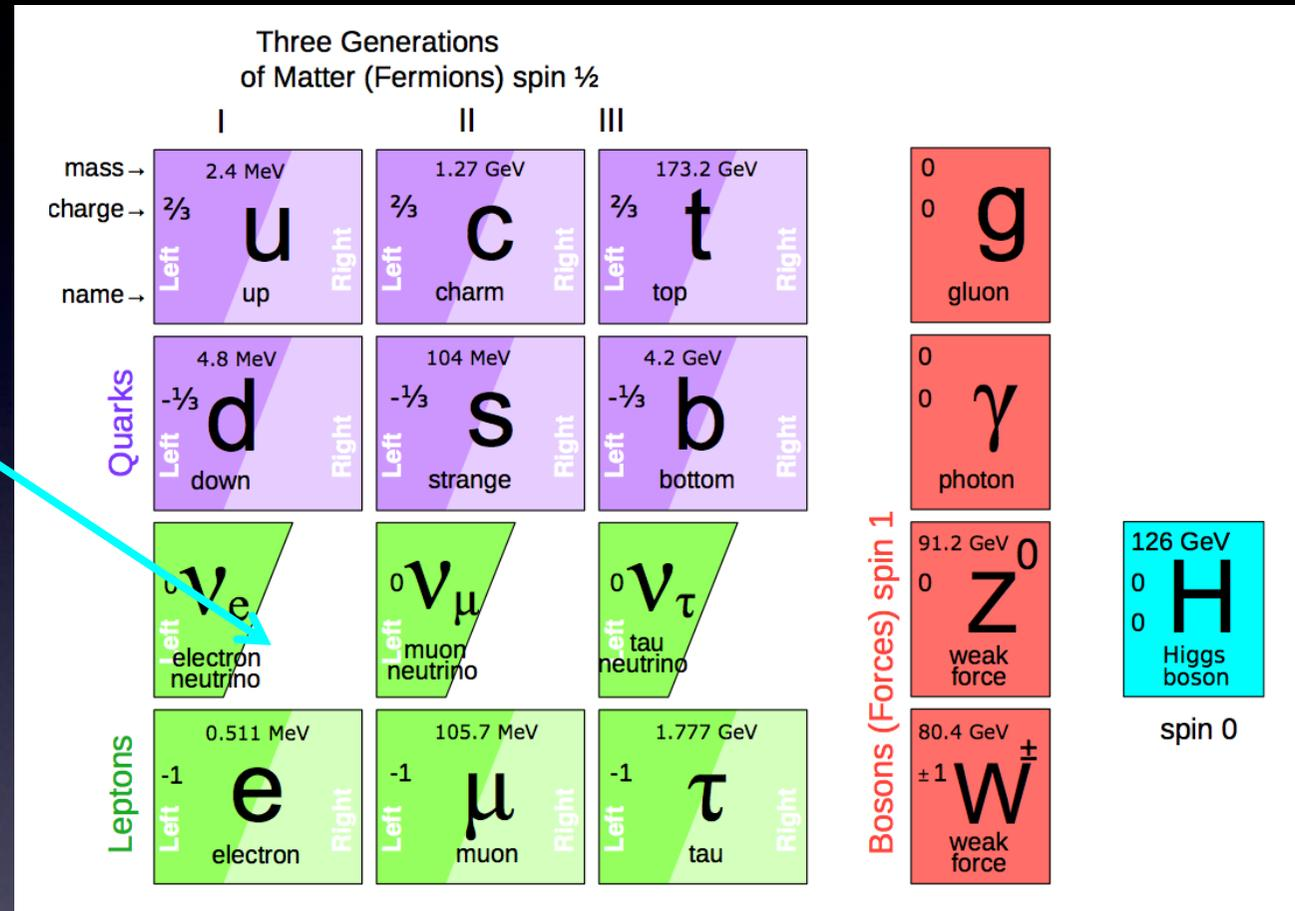 Three Generations
of Matter (Fermions) spin ½
I II III
mass→
charge→
name→
2.4 MeV
⅔
u
Left
Right
up
1.27 GeV
⅔
c
Left
Right
charm
173.2 GeV
⅔
t
Left
Right
top
0
0
g
gluon
Quarks
4.8 MeV
-⅓
d
Left
Right
down
104 MeV
-⅓
s
Left
Right
strange
4.2 GeV
-⅓
b
Left
Right
bottom
0
0
γ
photon
0
νe
Left
electron
neutrino
0
νμ
Left
muon
neutrino
0
ντ
Left
tau
neutrino
Bosons (Forces) spin 1
91.2 GeV
0
Z0
weak
force
126 GeV
0
0
H
Higgs
boson
spin 0
Leptons
0.511 MeV
-1
e
Left
Right
electron
105.7 MeV
-1
μ
Left
Right
muon
1.777 GeV
-1
τ
Left
Right
tau
80.4 GeV
±1
W±
weak
force